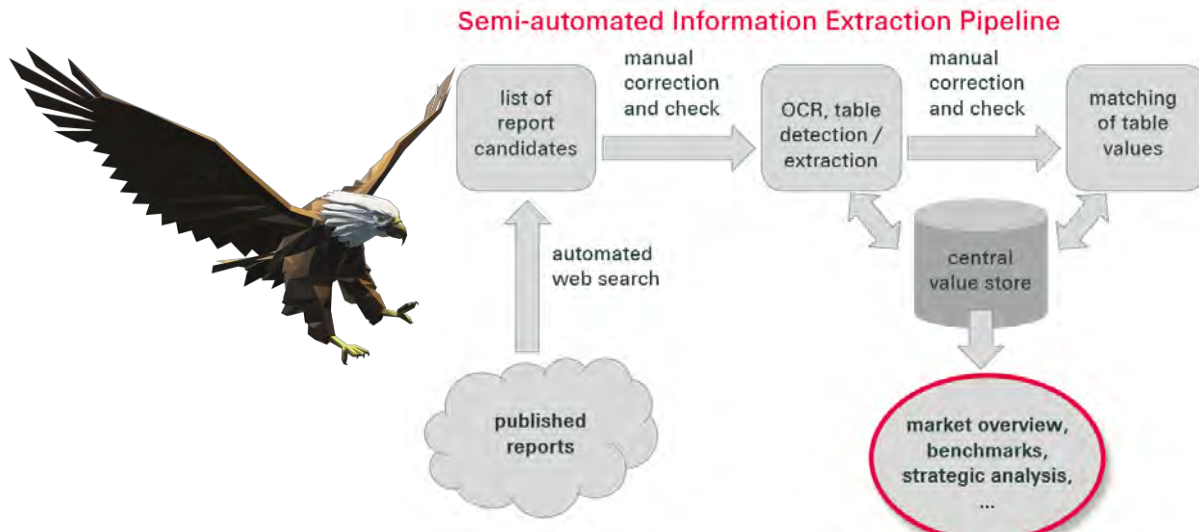 Semi-automated Information Extraction Pipeline
list of
report
candidates
manual
correction
and check
OCR, table
detection /
extraction
manual
correction
and check
matching
of table
values
automated
web search
central
value store
published
reports
market overview,
benchmarks,
strategic analysis,
...